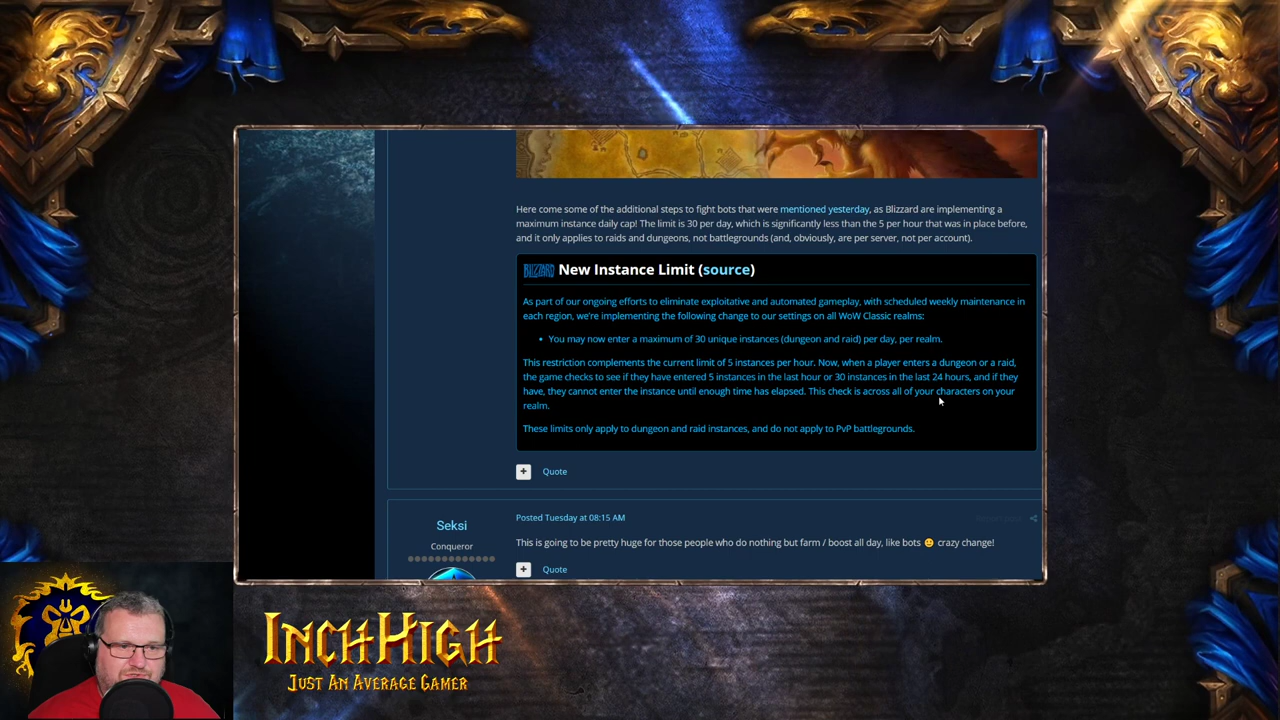 Here come some of the additional steps to fight bots that were mentioned yesterday, as Blizzard are implementing a
maximum instance daily cap! The limit is 30 per day, which is significantly less than the 5 per hour that was in place before,
and it only applies to raids and dungeons, not battlegrounds (and, obviously, are per server, not per account).
BLIZZARD New Instance Limit (source)
As part of our ongoing efforts to eliminate exploitative and automated gameplay, with scheduled weekly maintenance in
each region, we're implementing the following change to our settings on all WoW Classic realms:
• You may now enter a maximum of 30 unique instances (dungeon and raid) per day, per realm.
This restriction complements the current limit of 5 instances per hour. Now, when a player enters a dungeon or a raid,
the game checks to see if they have entered 5 instances in the last hour or 30 instances in the last 24 hours, and if they
have, they cannot enter the instance until enough time has elapsed. This check is across all of your characters on your
realm.
These limits only apply to dungeon and raid instances, and do not apply to PvP battlegrounds.
+ Quote
Seksi
Conqueror
Posted Tuesday at 08:15 AM
This is going to be pretty huge for those people who do nothing but farm / boost all day, like bots 🙂 crazy change!
+ Quote
INCHHIGH
JUST AN AVERAGE GAMER